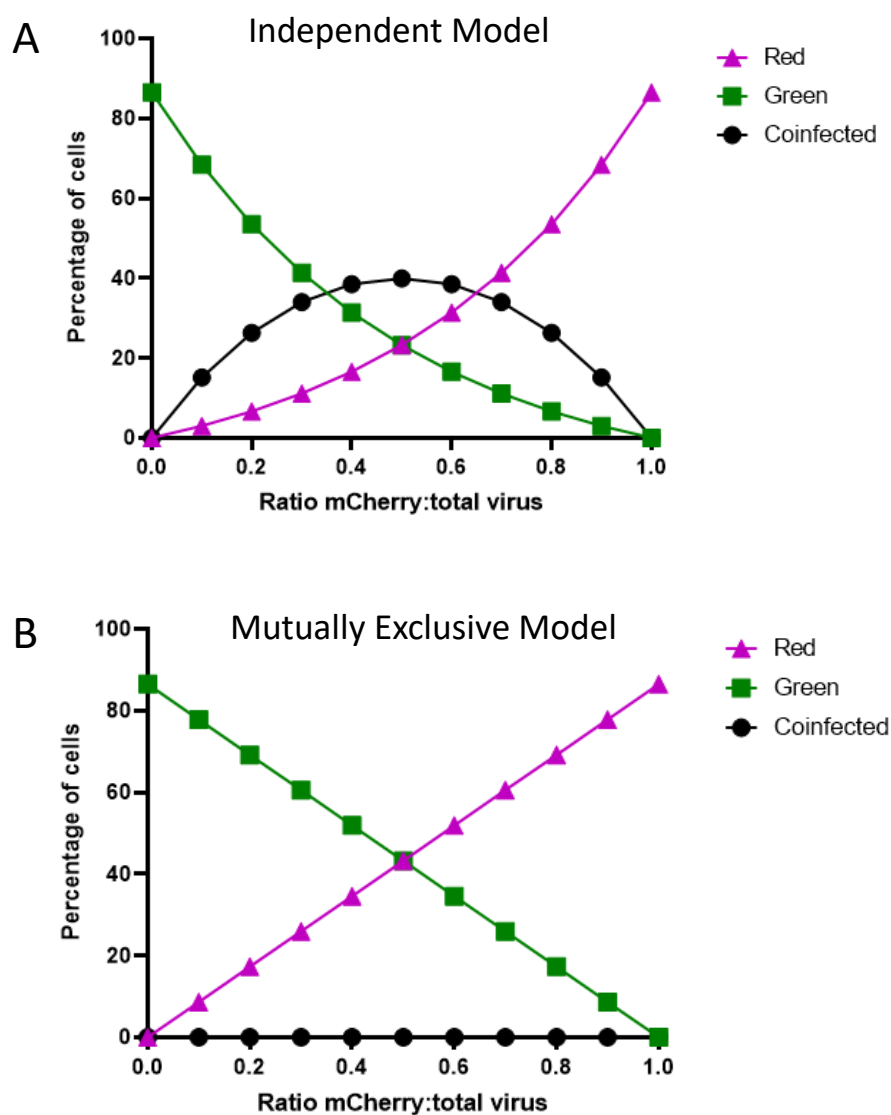 A
Independent Model
100
80
60
40
20
0
Percentage of cells
0.0 0.2 0.4 0.6 0.8 1.0
Ratio mCherry:total virus
Red
Green
Coinfected
B
Mutually Exclusive Model
100
80
60
40
20
0
Percentage of cells
0.0 0.2 0.4 0.6 0.8 1.0
Ratio mCherry:total virus
Red
Green
Coinfected